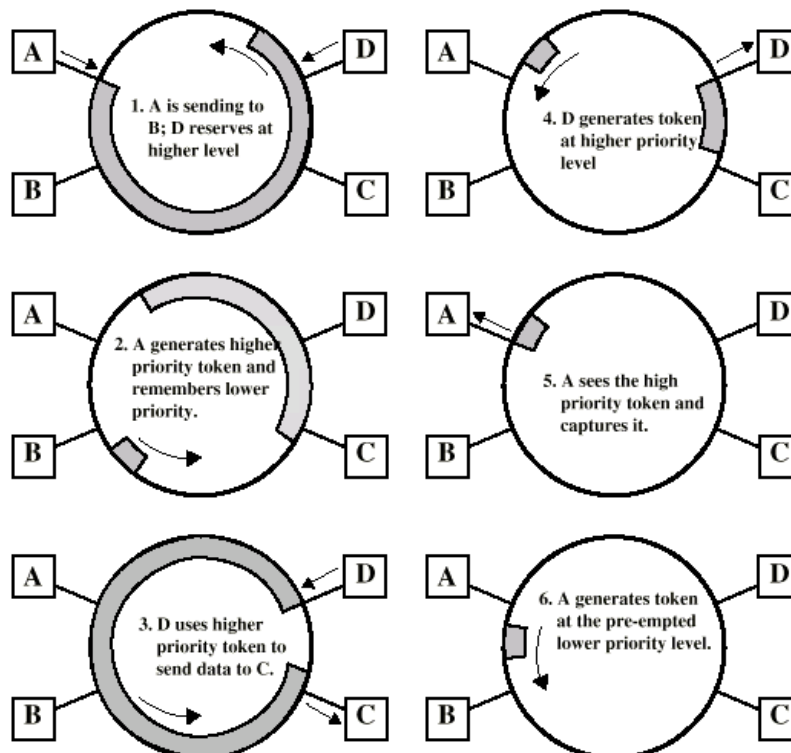 A
D
1. A is sending to
B; D reserves at
higher level
B
C
A
D
4. D generates token
at higher priority
level
B
C
A
D
2. A generates higher
priority token and
remembers lower
priority.
B
C
A
D
5. A sees the high
priority token and
captures it.
B
C
A
D
3. D uses higher
priority token to
send data to C.
B
C
A
D
6. A generates token
at the pre-empted
lower priority level.
B
C